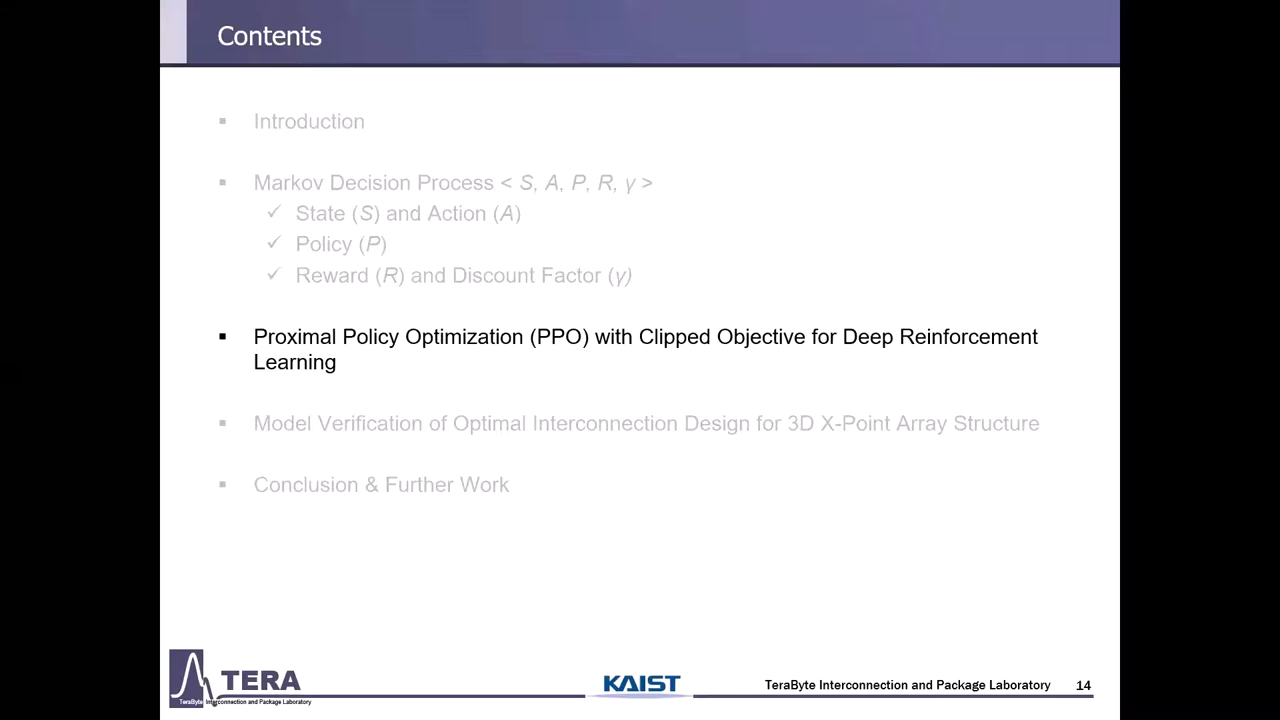 Contents
▪ Introduction
▪ Markov Decision Process < S, A, P, R, γ >
✓ State (S) and Action (A)
✓ Policy (P)
✓ Reward (R) and Discount Factor (γ)
▪ Proximal Policy Optimization (PPO) with Clipped Objective for Deep Reinforcement
Learning
▪ Model Verification of Optimal Interconnection Design for 3D X-Point Array Structure
▪ Conclusion & Further Work
TERA
TeraByte Interconnection and Package Laboratory
KAIST
TeraByte Interconnection and Package Laboratory 14